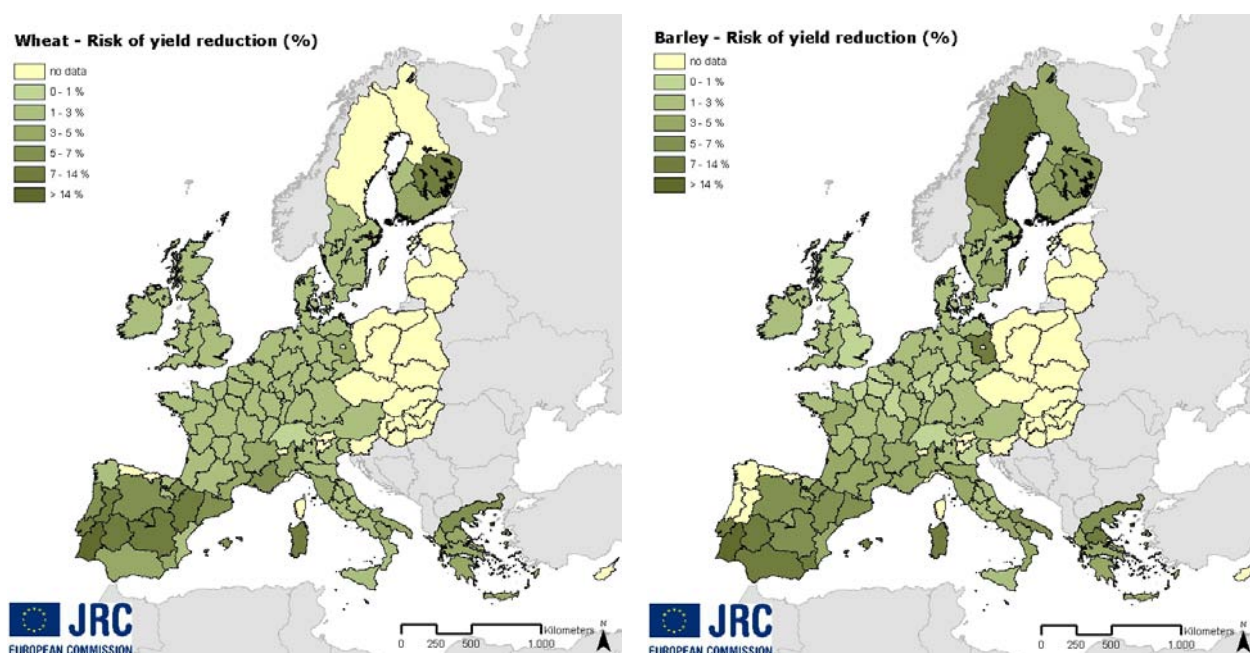 Wheat - Risk of yield reduction (%)
no data
0 - 1 %
1 - 3 %
3 - 5 %
5 - 7 %
7 - 14 %
> 14 %
JRC
EUROPEAN COMMISSION
Kilometers
0 250 500 1.000
N
Barley - Risk of yield reduction (%)
no data
0 - 1 %
1 - 3 %
3 - 5 %
5 - 7 %
7 - 14 %
> 14 %
JRC
EUROPEAN COMMISSION
Kilometers
0 250 500 1.000
N